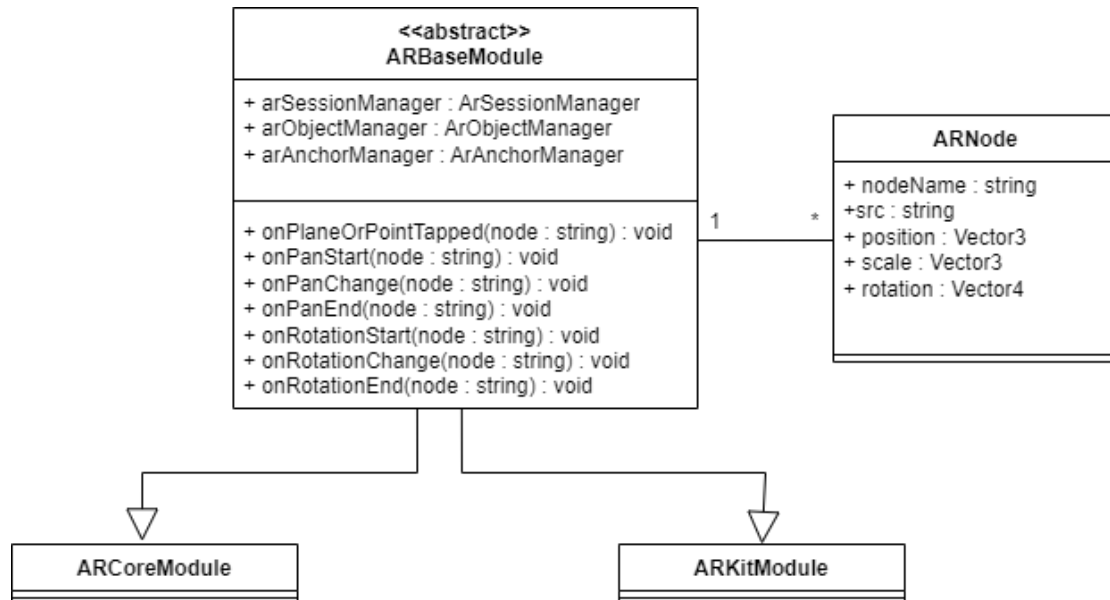 <<abstract>>
ARBaseModule
+ arSessionManager : ArSessionManager
+ arObjectManager : ArObjectManager
+ arAnchorManager : ArAnchorManager
+ onPlaneOrPointTapped(node : string) : void
+ onPanStart(node : string) : void
+ onPanChange(node : string) : void
+ onPanEnd(node : string) : void
+ onRotationStart(node : string) : void
+ onRotationChange(node : string) : void
+ onRotationEnd(node : string) : void
1
*
ARNode
+ nodeName : string
+src : string
+ position : Vector3
+ scale : Vector3
+ rotation : Vector4
ARCoreModule
ARKitModule